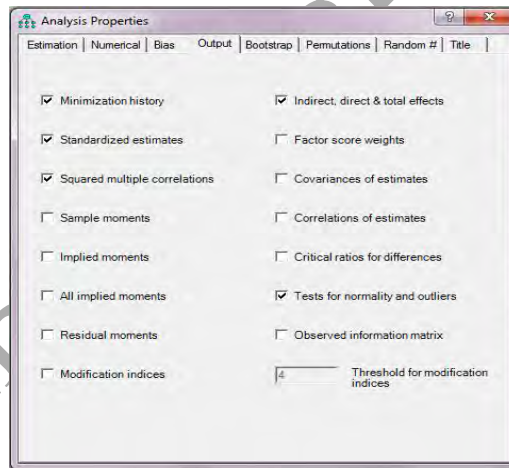 Analysis Properties
Estimation Numerical Bias Output Bootstrap Permutations Random # Title
Minimization history
Indirect, direct & total effects
Standardized estimates
Factor score weights
Squared multiple correlations
Covariances of estimates
Sample moments
Correlations of estimates
Implied moments
Critical ratios for differences
All implied moments
Tests for normality and outliers
Residual moments
Observed information matrix
Modification indices
4 Threshold for modification
indices